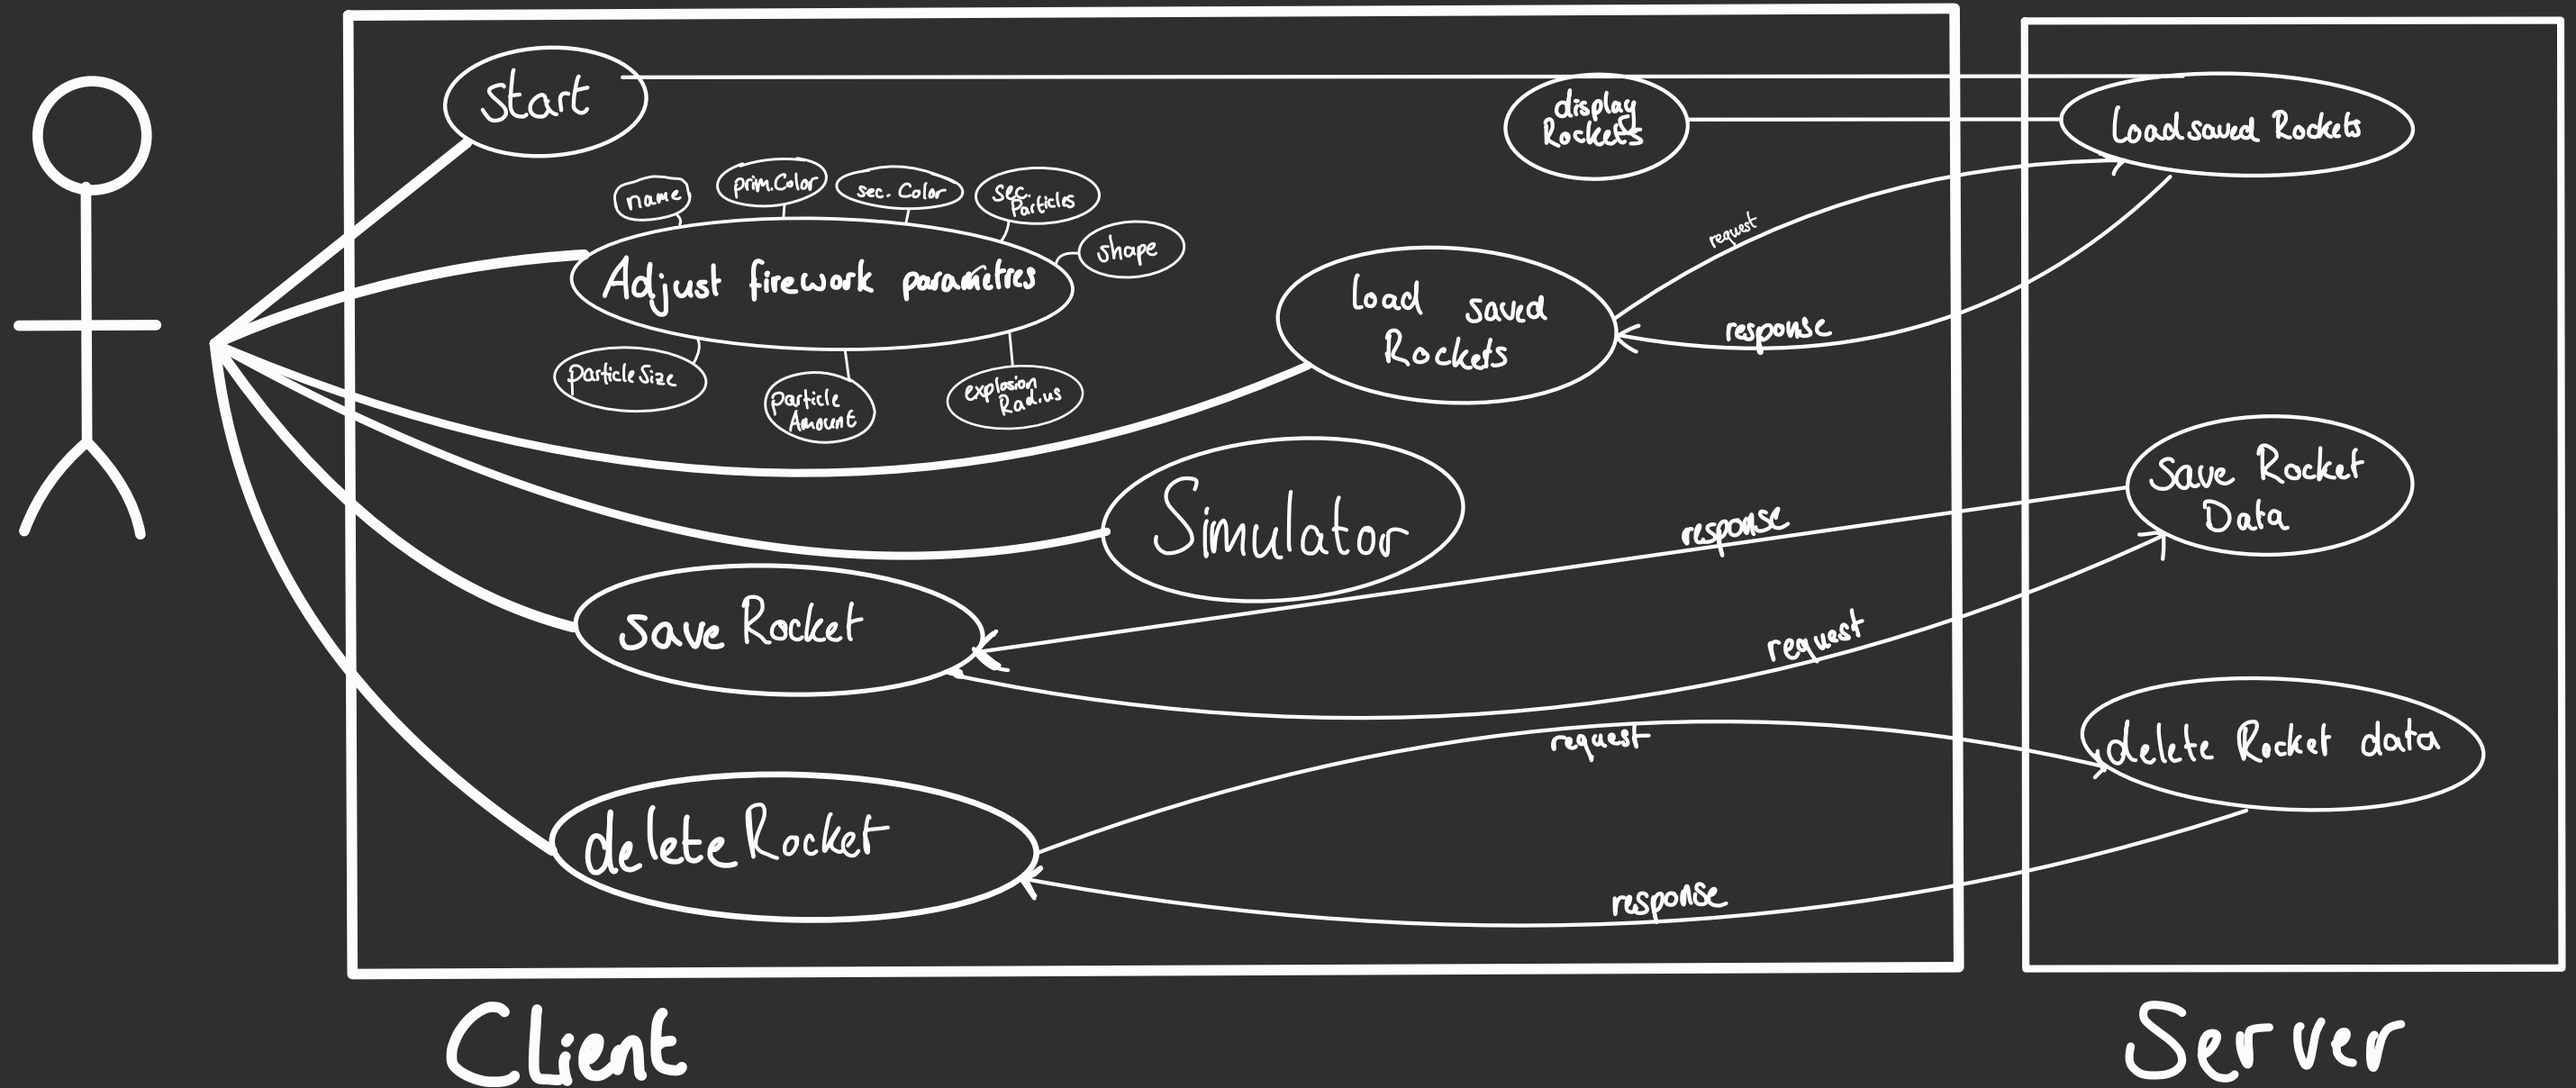 Start
display
Rockets
Load saved Rockets
name
prim.Color
sec. Color
sec.
Particles
shape
Adjust firework parametres
request
Load saved
Rockets
response
particle Size
particle
Amount
explosion
Radius
Simulator
save Rocket
Data
response
save Rocket
request
request
delete Rocket data
delete Rocket
response
Client
Server